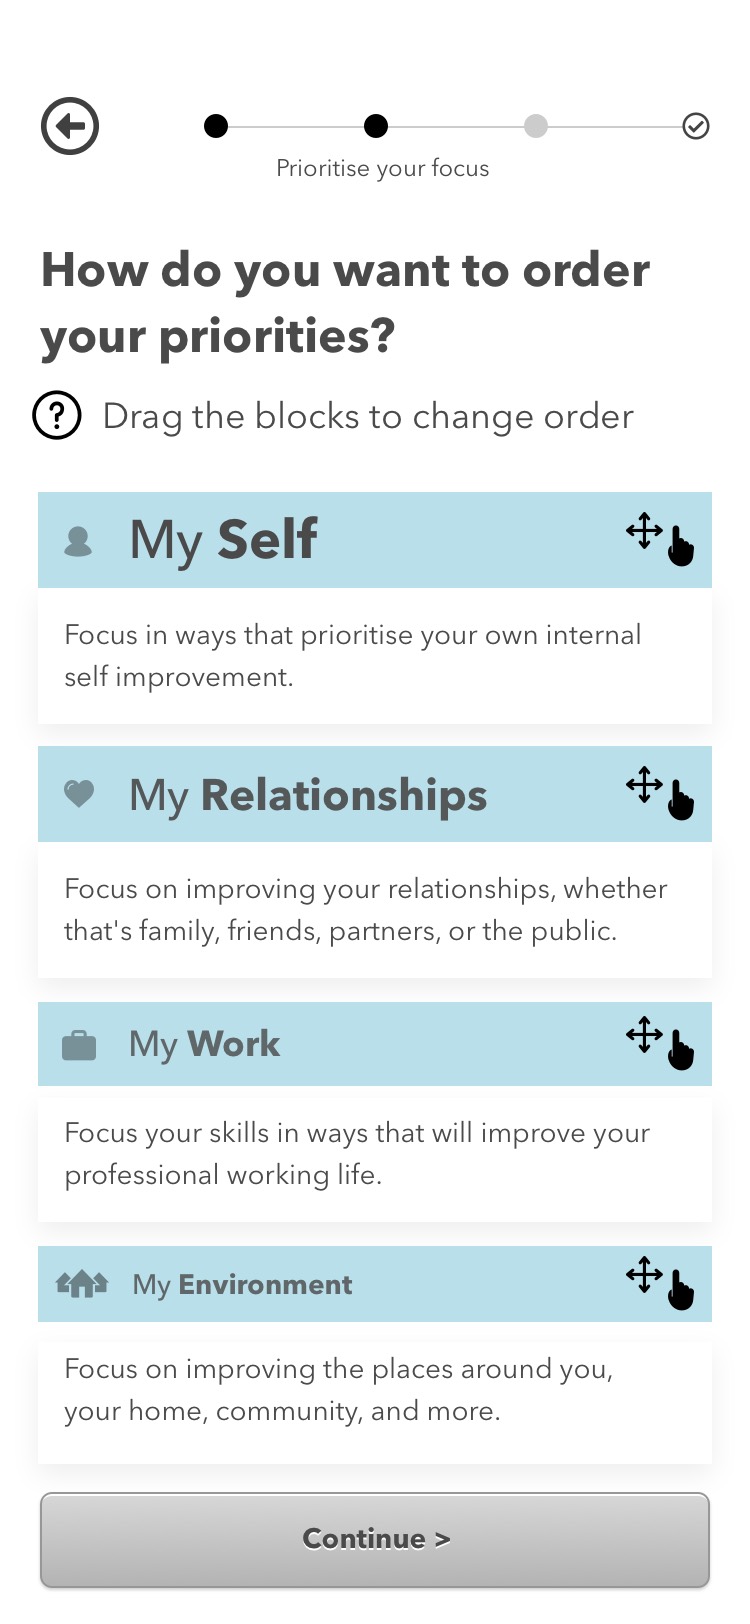 Prioritise your focus
How do you want to order
your priorities?
? Drag the blocks to change order
My Self
Focus in ways that prioritise your own internal
self improvement.
My Relationships
Focus on improving your relationships, whether
that's family, friends, partners, or the public.
My Work
Focus your skills in ways that will improve your
professional working life.
My Environment
Focus on improving the places around you,
your home, community, and more.
Continue >